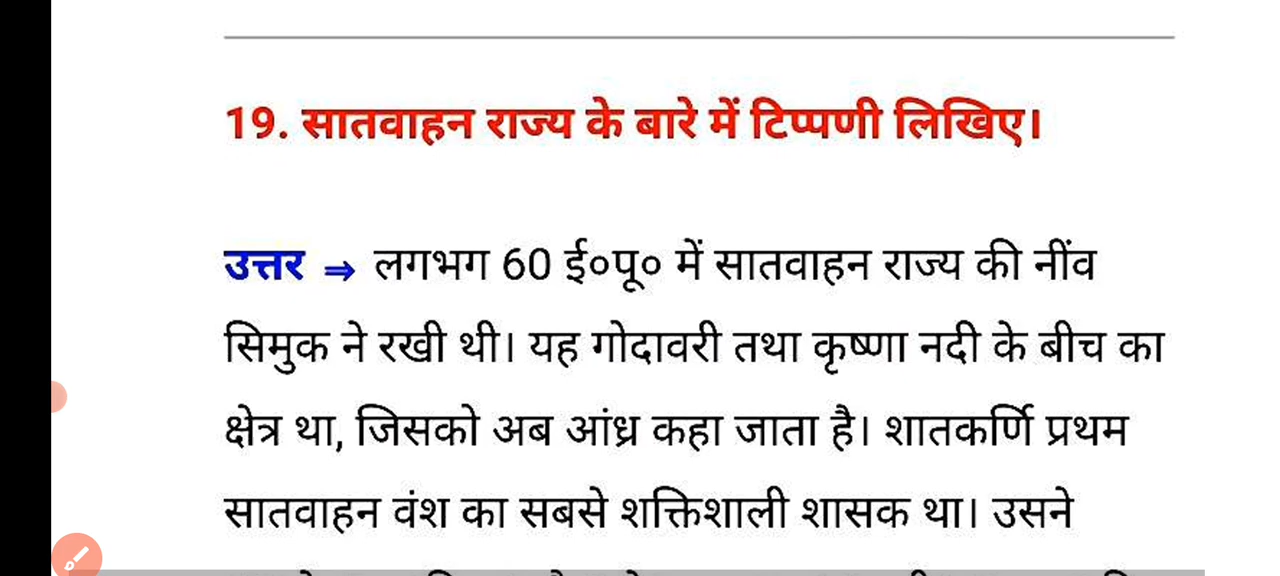 19. सातवाहन राज्य के बारे में टिप्पणी लिखिए।
उत्तर ⇒ लगभग 60 ई०पू० में सातवाहन राज्य की नींव
सिमुक ने रखी थी। यह गोदावरी तथा कृष्णा नदी के बीच का
क्षेत्र था, जिसको अब आंध्र कहा जाता है। शातकर्णि प्रथम
सातवाहन वंश का सबसे शक्तिशाली शासक था। उसने